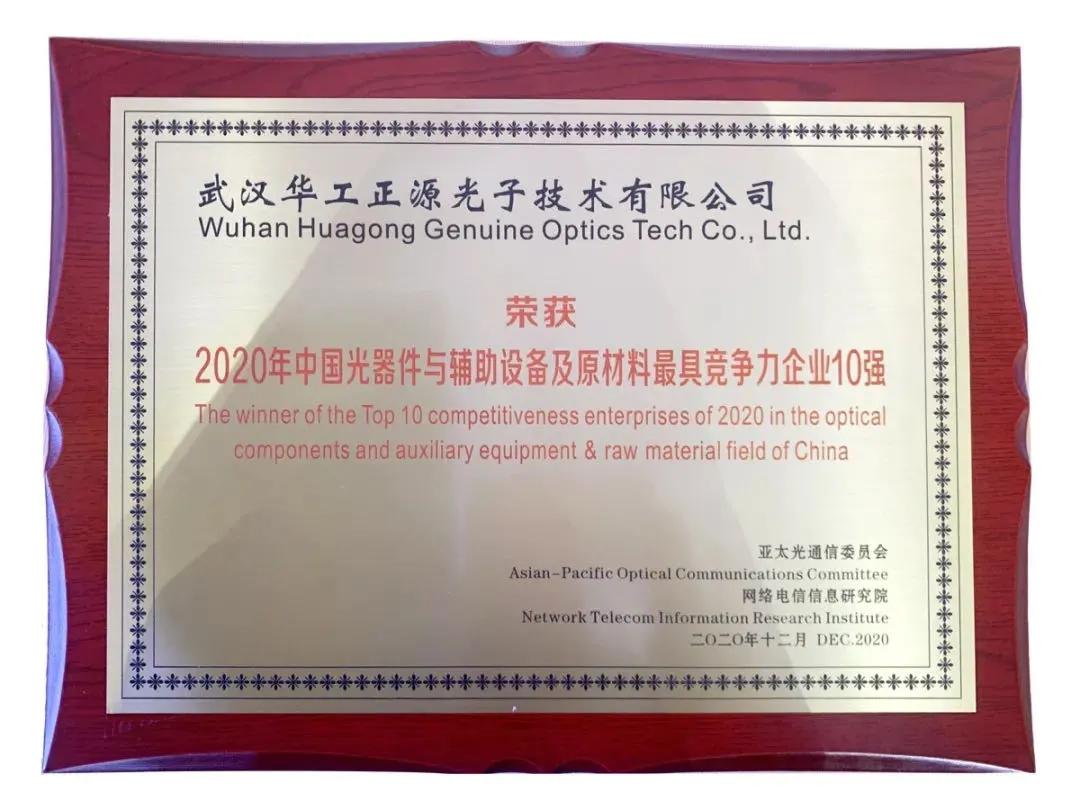 武汉华工正源光子技术有限公司
Wuhan Huagong Genuine Optics Tech Co., Ltd.
荣获
2020年中国光器件与辅助设备及原材料最具竞争力企业10强
The winner of the Top 10 competitiveness enterprises of 2020 in the optical
components and auxiliary equipment & raw material field of China
亚太光通信委员会
Asian-Pacific Optical Communications Committee
网络电信信息研究院
Network Telecom Information Research Institute
二〇二〇年十二月 DEC.2020